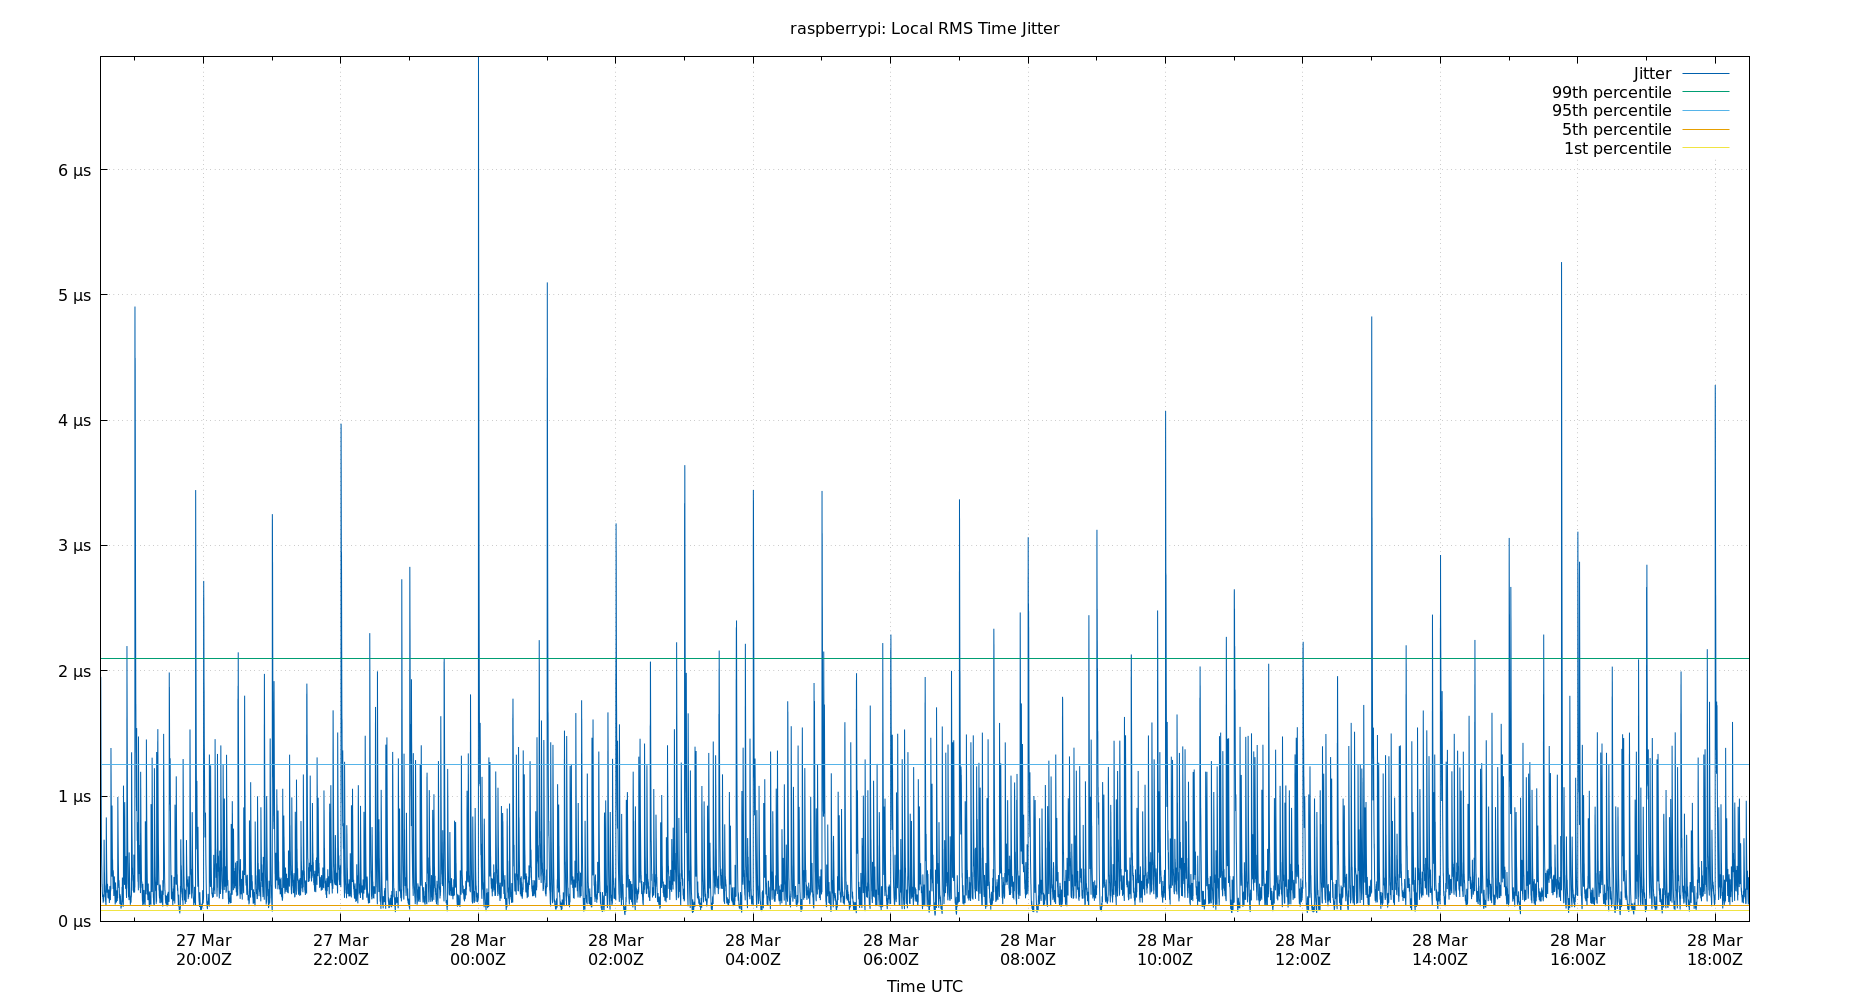 raspberrypi: Local RMS Time Jitter
Jitter
99th percentile
95th percentile
5th percentile
1st percentile
6 µs
5 µs
4 µs
3 µs
2 µs
1 µs
0 µs
27 Mar 27 Mar 28 Mar 28 Mar 28 Mar 28 Mar 28 Mar 28 Mar 28 Mar 28 Mar 28 Mar 28 Mar
20:00Z 22:00Z 00:00Z 02:00Z 04:00Z 06:00Z 08:00Z 10:00Z 12:00Z 14:00Z 16:00Z 18:00Z
Time UTC